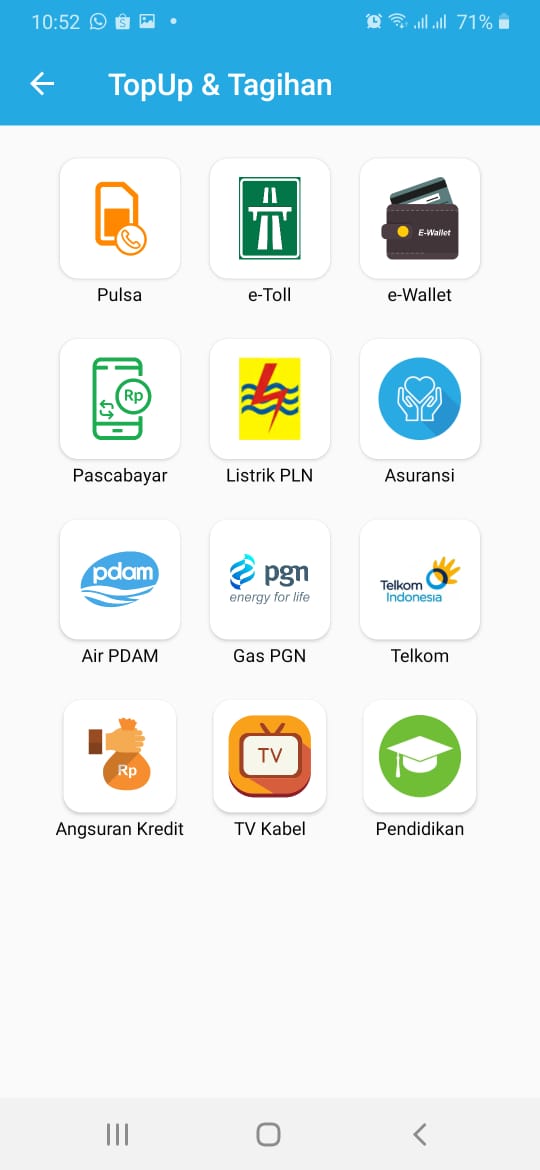 10:52 71%
TopUp & Tagihan
E-Wallet
Pulsa e-Toll e-Wallet
Rp
Pascabayar Listrik PLN Asuransi
pdam pgn energy for life Telkom Indonesia
Air PDAM Gas PGN Telkom
Rp TV
Angsuran Kredit TV Kabel Pendidikan